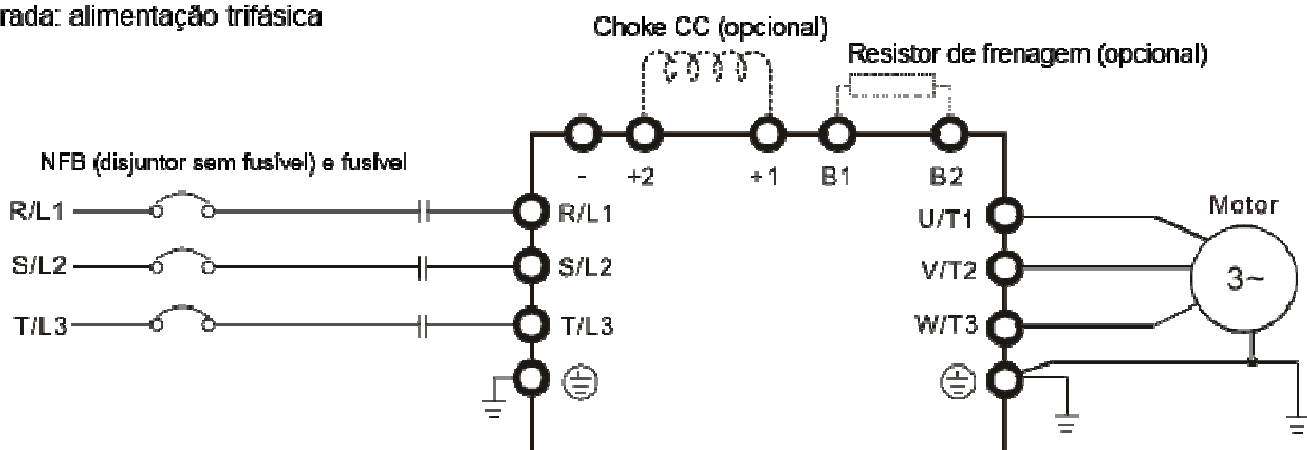 rada: alimentação trifásica
Choke CC (opcional)
Resistor de frenagem (opcional)
NFB (disjuntor sem fusível) e fusível
- +2 +1 B1 B2
R/L1 R/L1 U/T1 Motor
S/L2 S/L2 V/T2 3~
T/L3 T/L3 W/T3